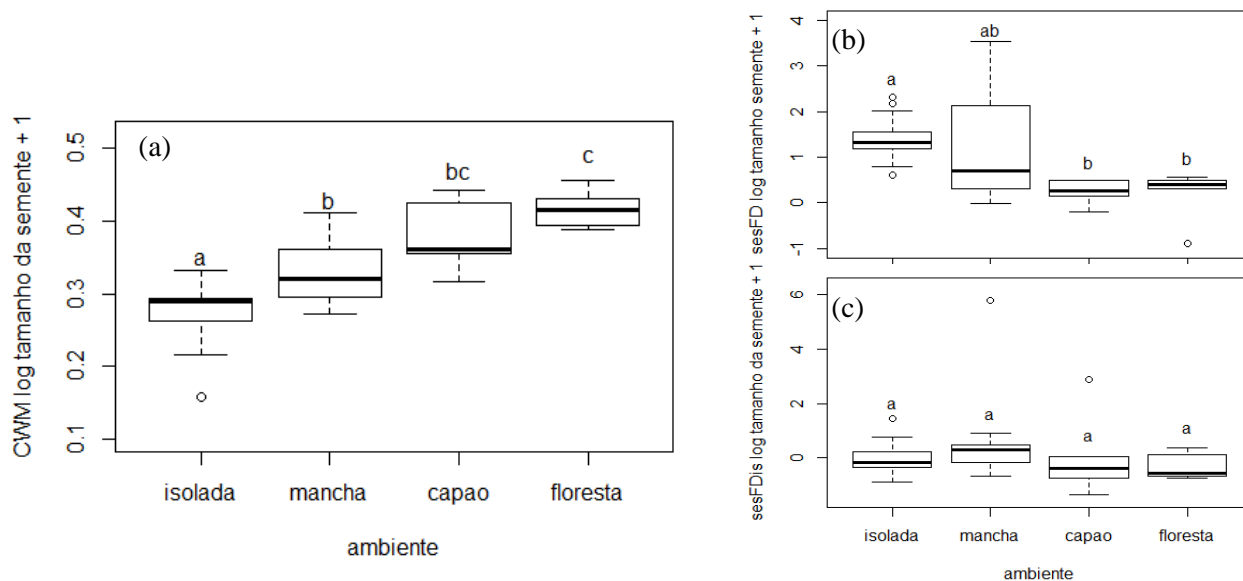 (a)
CWM log tamanho da semente + 1
0.5
0.4
0.3
0.2
0.1
a
b
bc
c
isolada mancha capao floresta
ambiente
(b)
sesFD log tamanho semente + 1
4
3
2
1
0
-1
a
ab
b
b
(c)
sesFDis log tamanho da semente + 1
6
4
2
0
a
a
a
a
isolada mancha capao floresta
ambiente